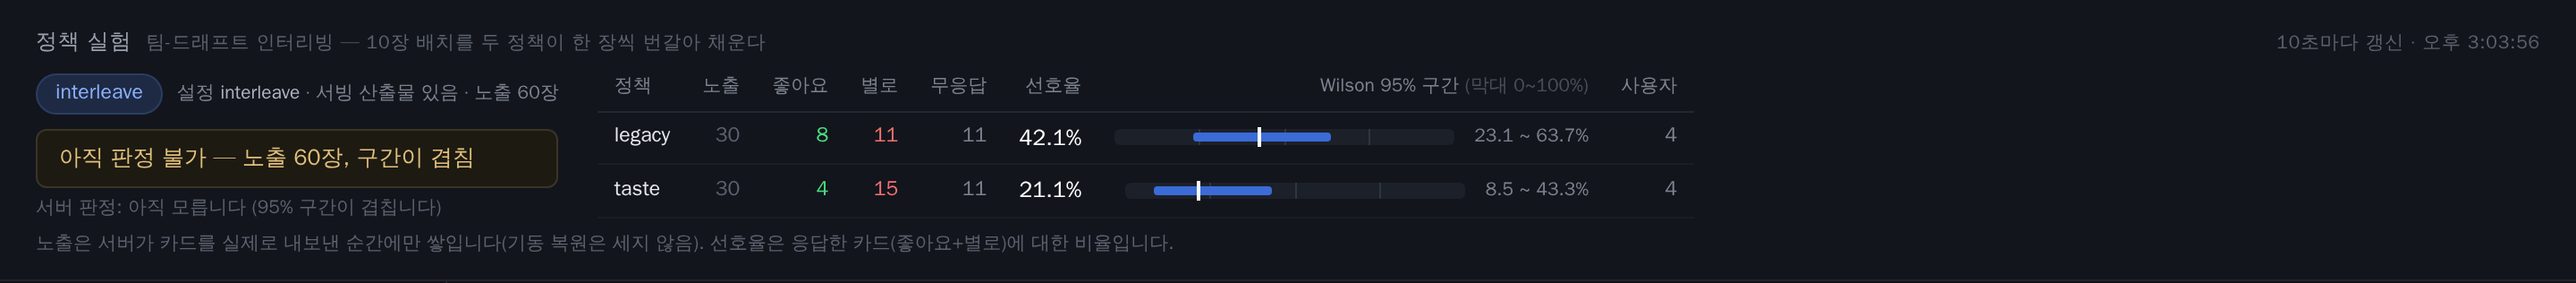 정책 실험 팀-드래프트 인터리빙 — 10장 배치를 두 정책이 한 장씩 번갈아 채운다 10초마다 갱신 · 오후 3:03:56
interleave 설정 interleave · 서빙 산출물 있음 · 노출 60장
아직 판정 불가 — 노출 60장, 구간이 겹침
서버 판정: 아직 모릅니다 (95% 구간이 겹칩니다)
정책 노출 좋아요 별로 무응답 선호율 Wilson 95% 구간 (막대 0~100%) 사용자
legacy 30 8 11 11 42.1% 23.1 ~ 63.7% 4
taste 30 4 15 11 21.1% 8.5 ~ 43.3% 4
노출은 서버가 카드를 실제로 내보낸 순간에만 쌓입니다(기동 복원은 세지 않음). 선호율은 응답한 카드(좋아요+별로)에 대한 비율입니다.